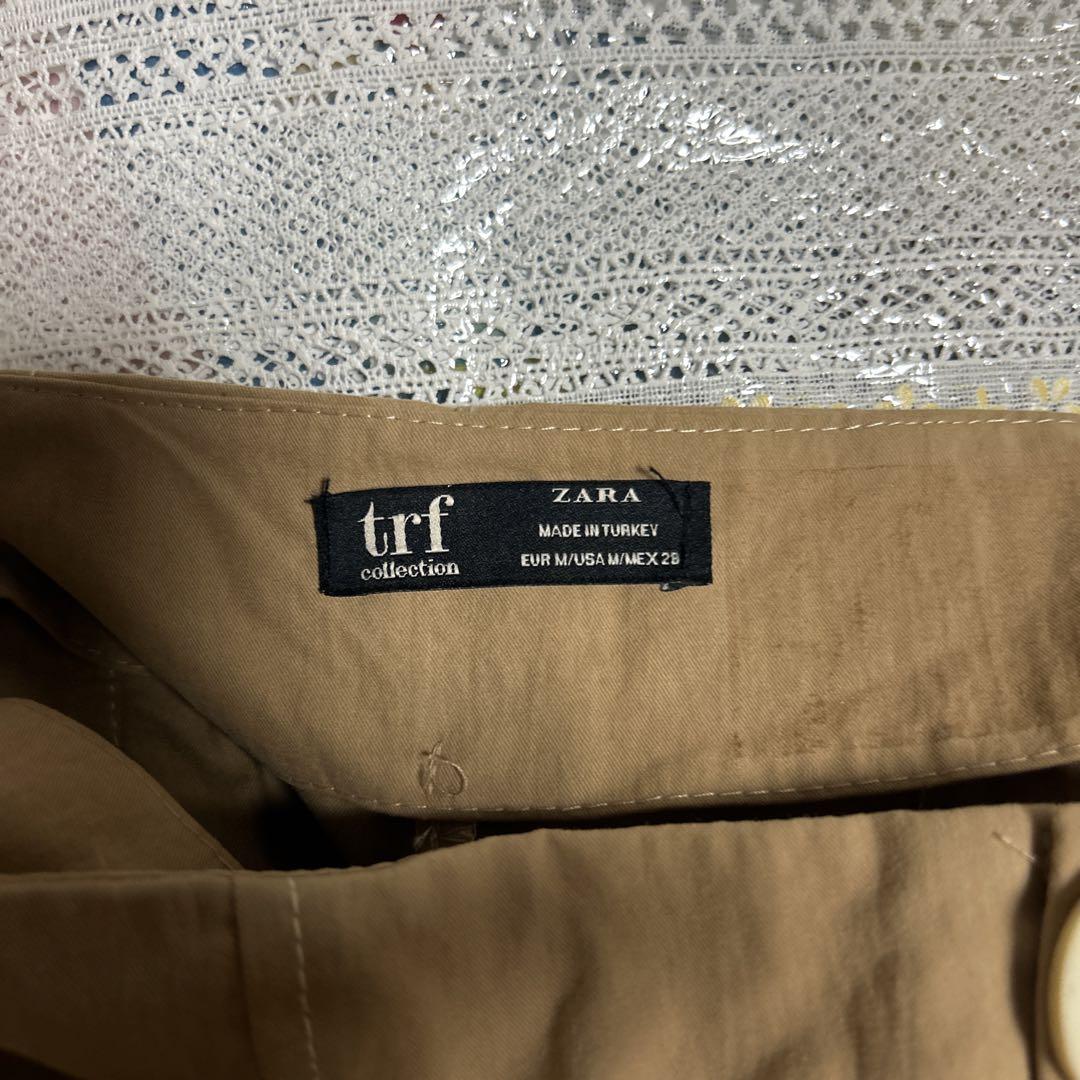 trf
collection
ZARA
MADE IN TURKEY
EUR M/USA M/MEX 28